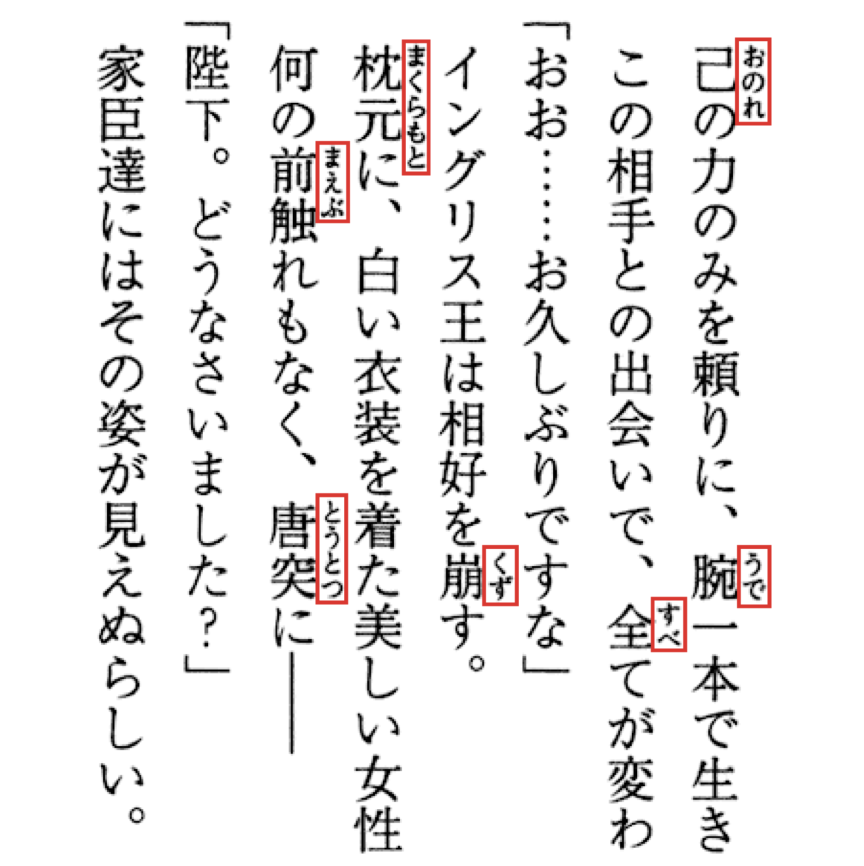 己の力のみを頼りに、腕一本で生き
おのれ
うで
この相手との出会いで、全てが変わ
すべ
「おお……お久しぶりですな」
イングリス王は相好を崩す。
くず
枕元に、白い衣装を着た美しい女性
まくらもと
何の前触れもなく、唐突に――
まえぶ
とうとつ
「陛下。どうなさいました?」
家臣達にはその姿が見えぬらしい。